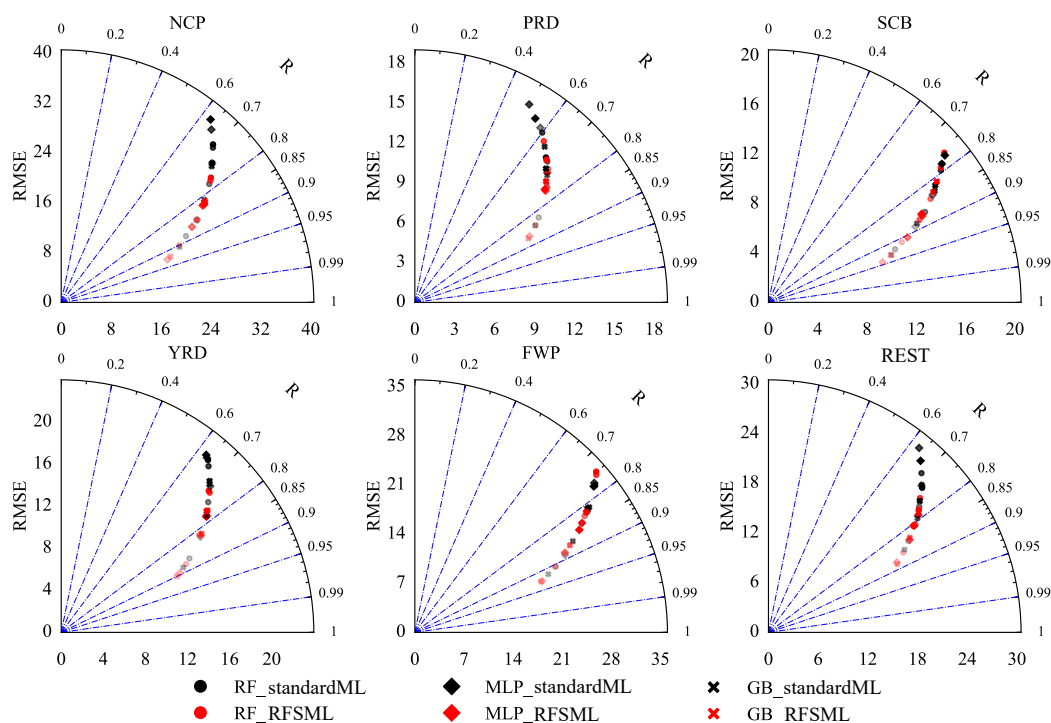 NCP PRD SCB
0 0.2 0.4 0.6 0.7 0.8 0.85 0.9 0.95 0.99 1
R
RMSE
40
32
24
16
8
0
0 8 16 24 32 40
0 0.2 0.4 0.6 0.7 0.8 0.85 0.9 0.95 0.99 1
R
RMSE
18
15
12
9
6
3
0
0 3 6 9 12 15 18
0 0.2 0.4 0.6 0.7 0.8 0.85 0.9 0.95 0.99 1
R
RMSE
20
16
12
8
4
0
0 4 8 12 16 20
YRD FWP REST
0 0.2 0.4 0.6 0.7 0.8 0.85 0.9 0.95 0.99 1
R
RMSE
20
16
12
8
4
0
0 4 8 12 16 20
0 0.2 0.4 0.6 0.7 0.8 0.85 0.9 0.95 0.99 1
R
RMSE
35
28
21
14
7
0
0 7 14 21 28 35
0 0.2 0.4 0.6 0.7 0.8 0.85 0.9 0.95 0.99 1
R
RMSE
30
24
18
12
6
0
0 6 12 18 24 30
RF_standardML MLP_standardML GB_standardML
RF_RFSML MLP_RFSML GB_RFSML